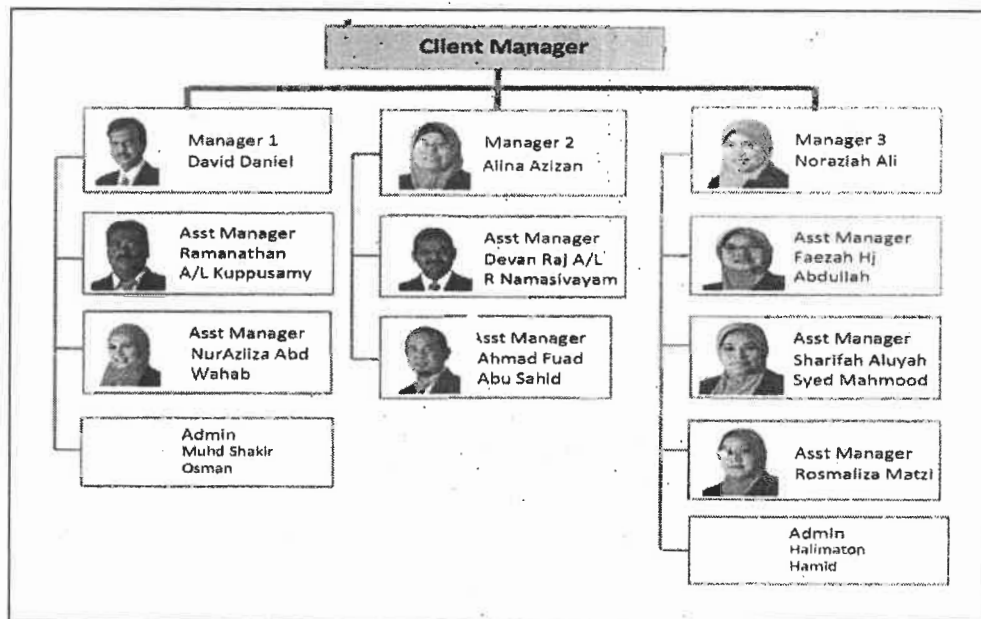 Client Manager
Manager 1
David Daniel
Asst Manager
Ramanathan
A/L Kuppusamy
Asst Manager
NurAzliza Abd
Wahab
Admin
Muhd Shakir
Osman
Manager 2
Alina Azizan
Asst Manager
Devan Raj A/L
R Namasivayam
Asst Manager
Ahmad Fuad
Abu Sahid
Manager 3
Noraziah Ali
Asst Manager
Faezah Hj
Abdullah
Asst Manager
Sharifah Aluyah
Syed Mahmood
Asst Manager
Rosmaliza Matzi
Admin
Halimaton
Hamid